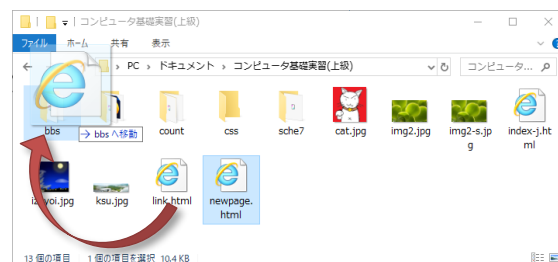 コンピュータ基礎実習(上級)
ファイル ホーム 共有 表示
PC › ドキュメント › コンピュータ基礎実習(上級)
コンピュータ...
bbs
→ bbs へ移動
count
css
sche7
cat.jpg
img2.jpg
img2-s.jp
g
index-j.ht
ml
ksu.jpg
link.html
newpage.
html
13 個の項目 1 個の項目を選択 10.4 KB